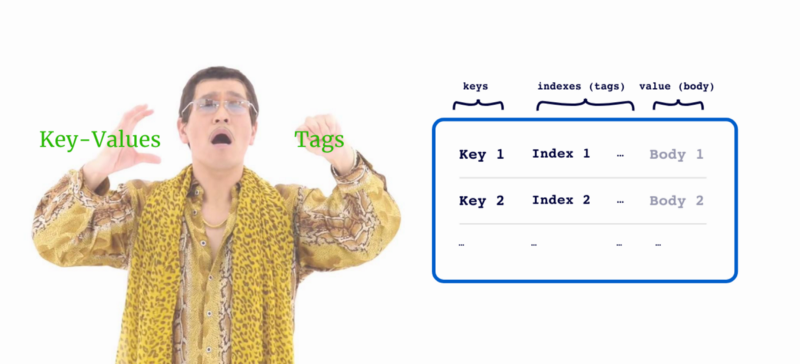 Key-Values
Tags
keys indexes (tags) value (body)
Key 1 Index 1 … Body 1
Key 2 Index 2 … Body 2
… … … …